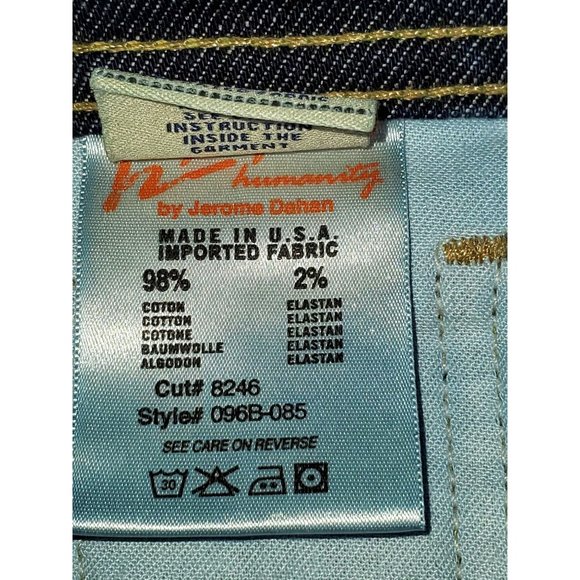 SEE
INSTRUCTION
INSIDE THE
GARMENT
humanity
by Jerome Dahan
MADE IN U.S.A.
IMPORTED FABRIC
98% 2%
COTON ELASTAN
COTTON ELASTAN
COTONE ELASTAN
BAUMWOLLE ELASTAN
ALGODON ELASTAN
Cut# 8246
Style# 096B-085
SEE CARE ON REVERSE
30